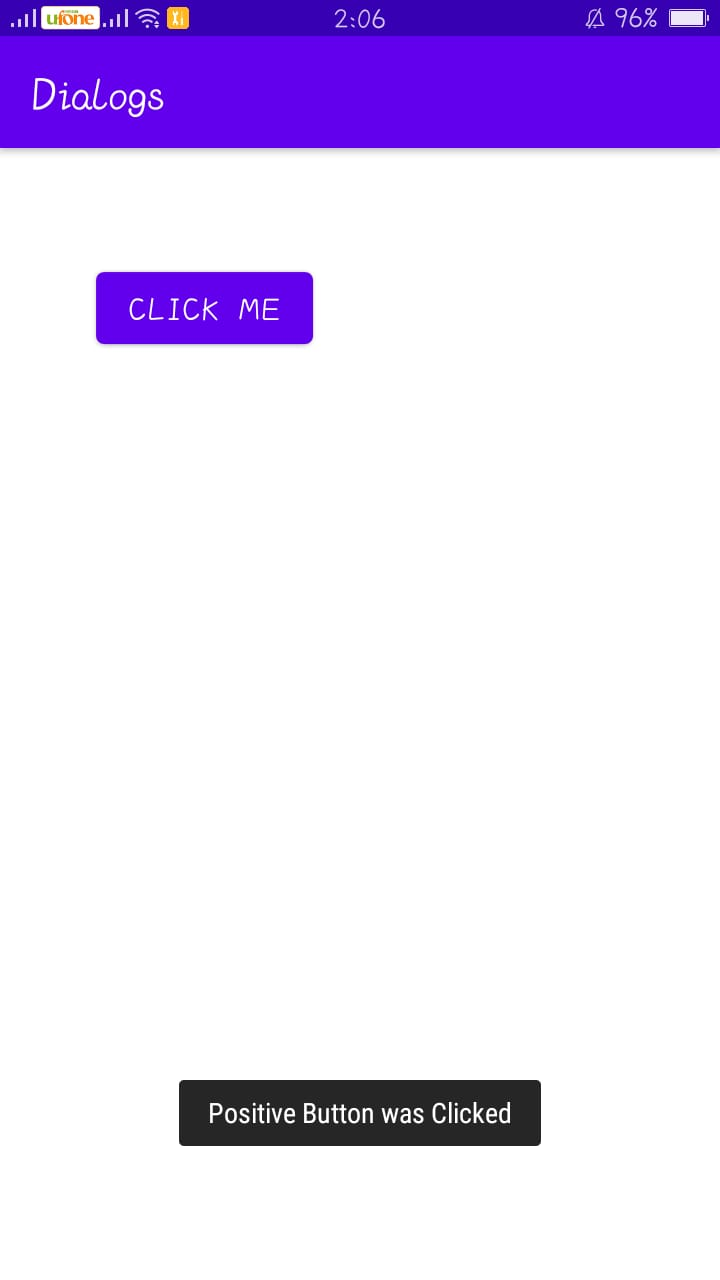 ufone 2:06 96%
Dialogs
CLICK ME
Positive Button was Clicked